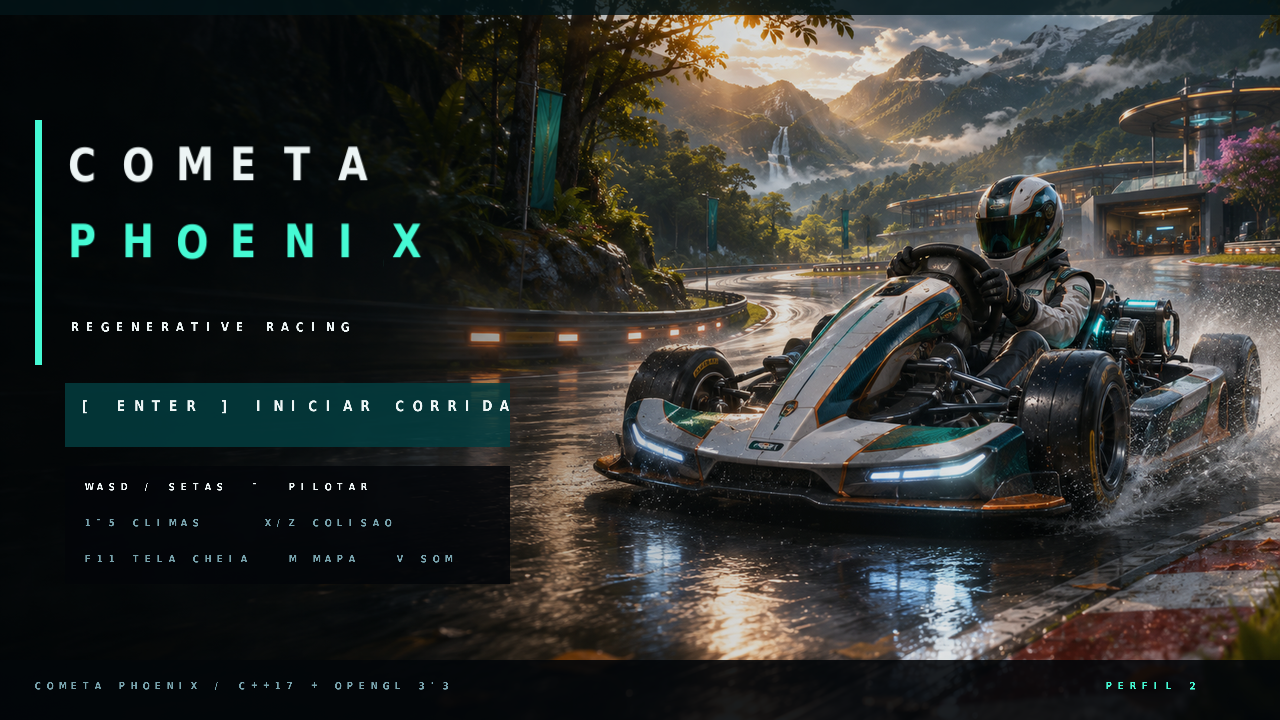 COMETA
PHOENIX
REGENERATIVE RACING
[ ENTER ] INICIAR CORRIDA
WASD / SETAS - PILOTAR
1-5 CLIMAS X/Z COLISAO
F11 TELA CHEIA M MAPA V SOM
COMETA PHOENIX / C++17 + OPENGL 3.3
PERFIL 2